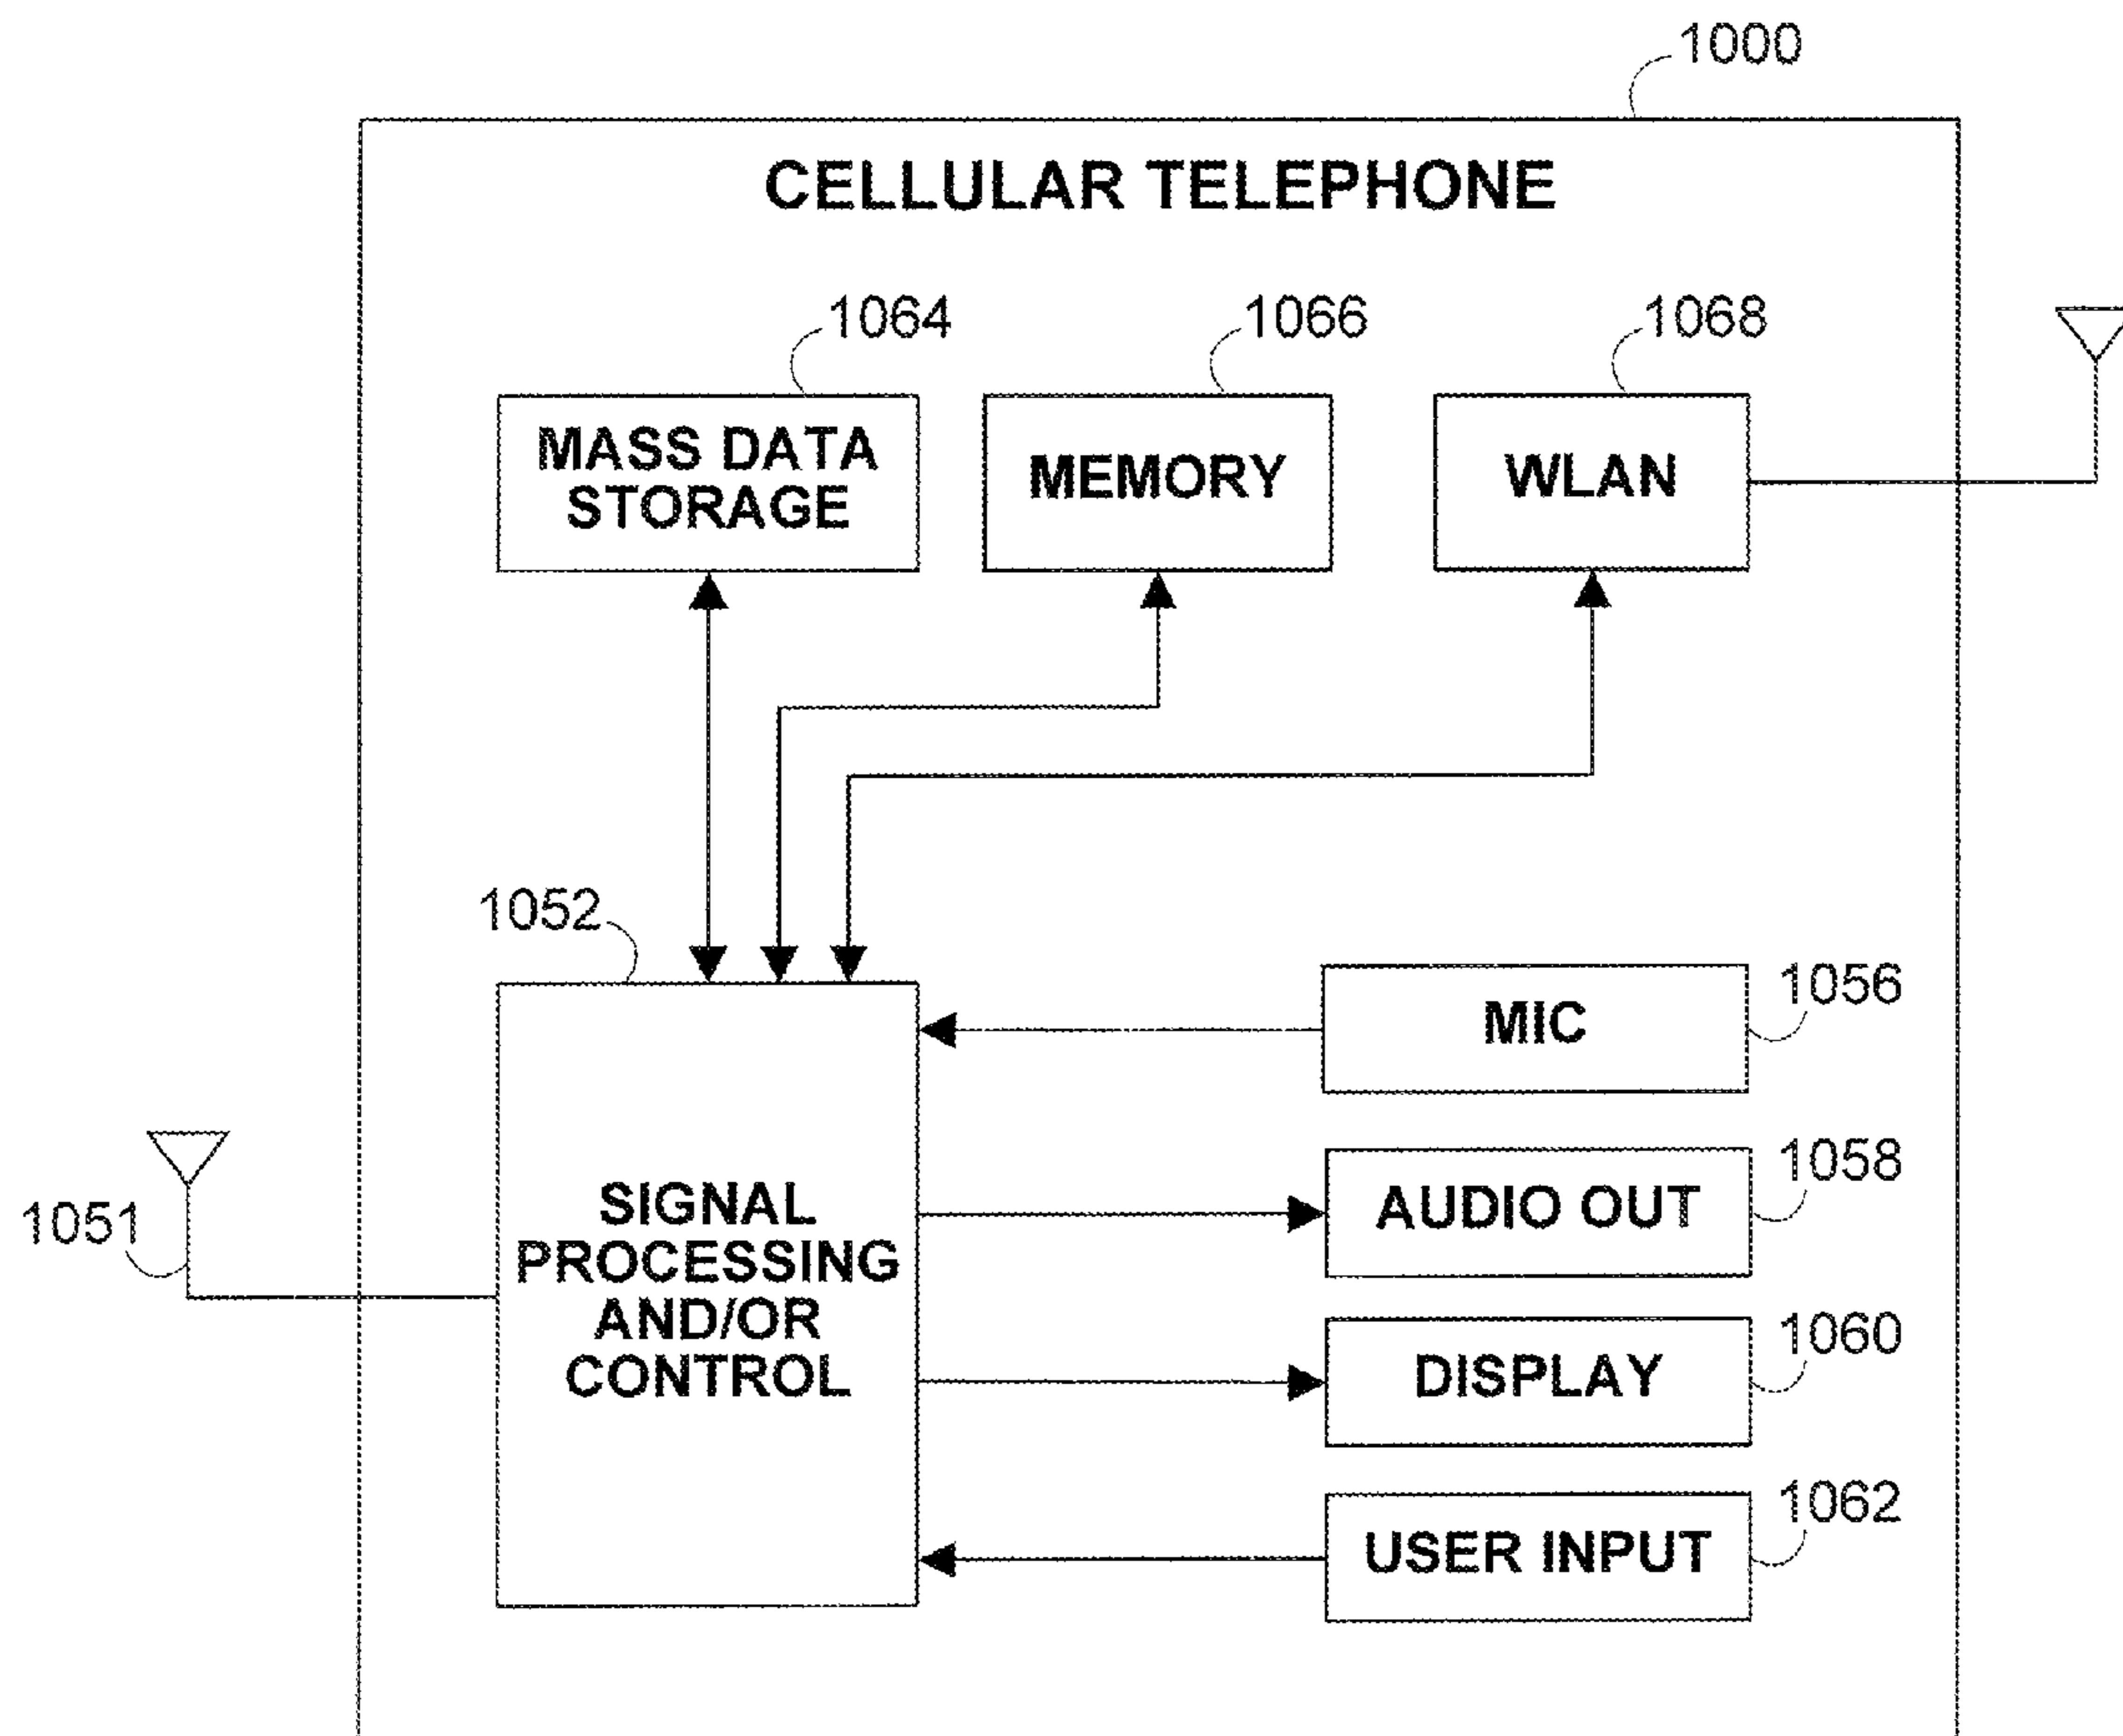 1000
CELLULAR TELEPHONE
1064
1066
1068
MASS DATA
STORAGE
MEMORY
WLAN
1052
MIC
1056
1051
SIGNAL
PROCESSING
AND/OR
CONTROL
AUDIO OUT
1058
DISPLAY
1060
USER INPUT
1062